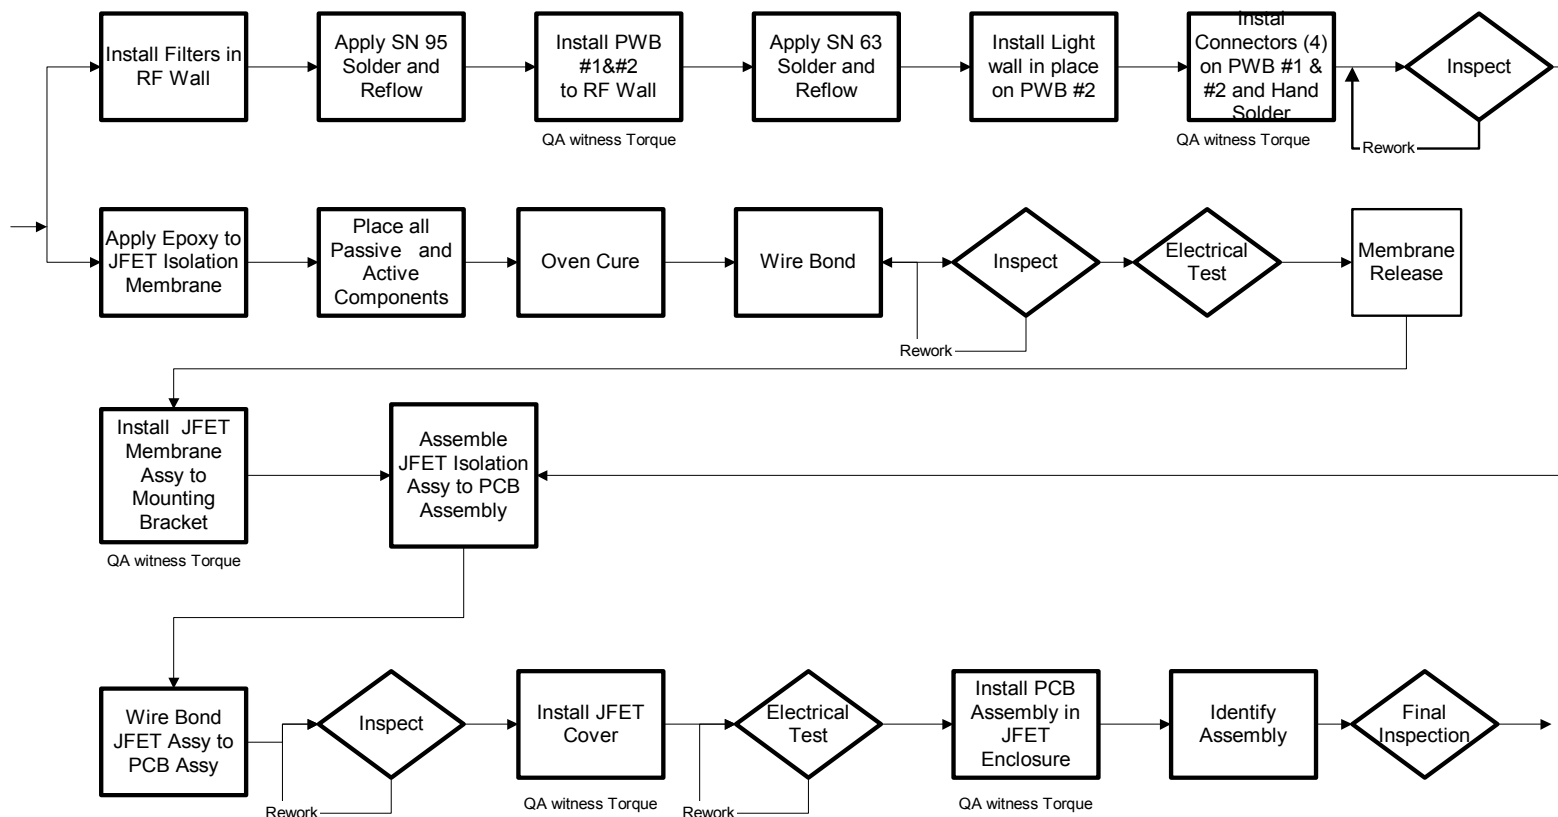 Install Filters in
RF Wall
Apply SN 95
Solder and
Reflow
Install PWB
#1&#2
to RF Wall
Apply SN 63
Solder and
Reflow
Install Light
wall in place
on PWB #2
Instal
Connectors (4)
on PWB #1 &
#2 and Hand
Solder
Inspect
QA witness Torque
QA witness Torque
Rework
Apply Epoxy to
JFET Isolation
Membrane
Place all
Passive and
Active
Components
Oven Cure
Wire Bond
Inspect
Electrical
Test
Membrane
Release
Rework
Install JFET
Membrane
Assy to
Mounting
Bracket
Assemble
JFET Isolation
Assy to PCB
Assembly
QA witness Torque
Wire Bond
JFET Assy to
PCB Assy
Inspect
Install JFET
Cover
Electrical
Test
Install PCB
Assembly in
JFET
Enclosure
Identify
Assembly
Final
Inspection
Rework
QA witness Torque
Rework
QA witness Torque